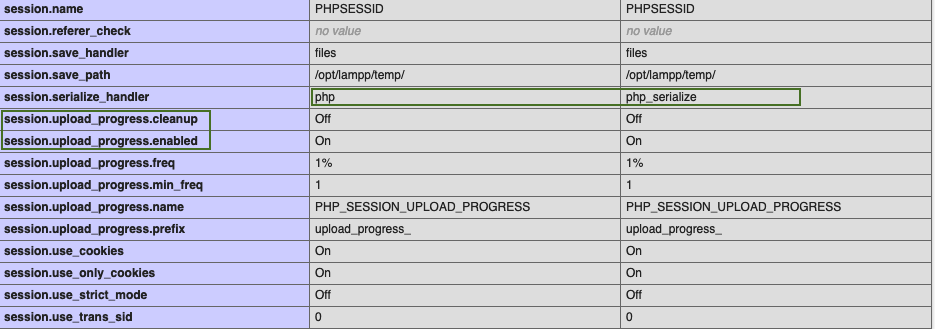 session.name PHPSESSID PHPSESSID
session.referer_check no value no value
session.save_handler files files
session.save_path /opt/lampp/temp/ /opt/lampp/temp/
session.serialize_handler php php_serialize
session.upload_progress.cleanup Off Off
session.upload_progress.enabled On On
session.upload_progress.freq 1% 1%
session.upload_progress.min_freq 1 1
session.upload_progress.name PHP_SESSION_UPLOAD_PROGRESS PHP_SESSION_UPLOAD_PROGRESS
session.upload_progress.prefix upload_progress_ upload_progress_
session.use_cookies On On
session.use_only_cookies On On
session.use_strict_mode Off Off
session.use_trans_sid 0 0